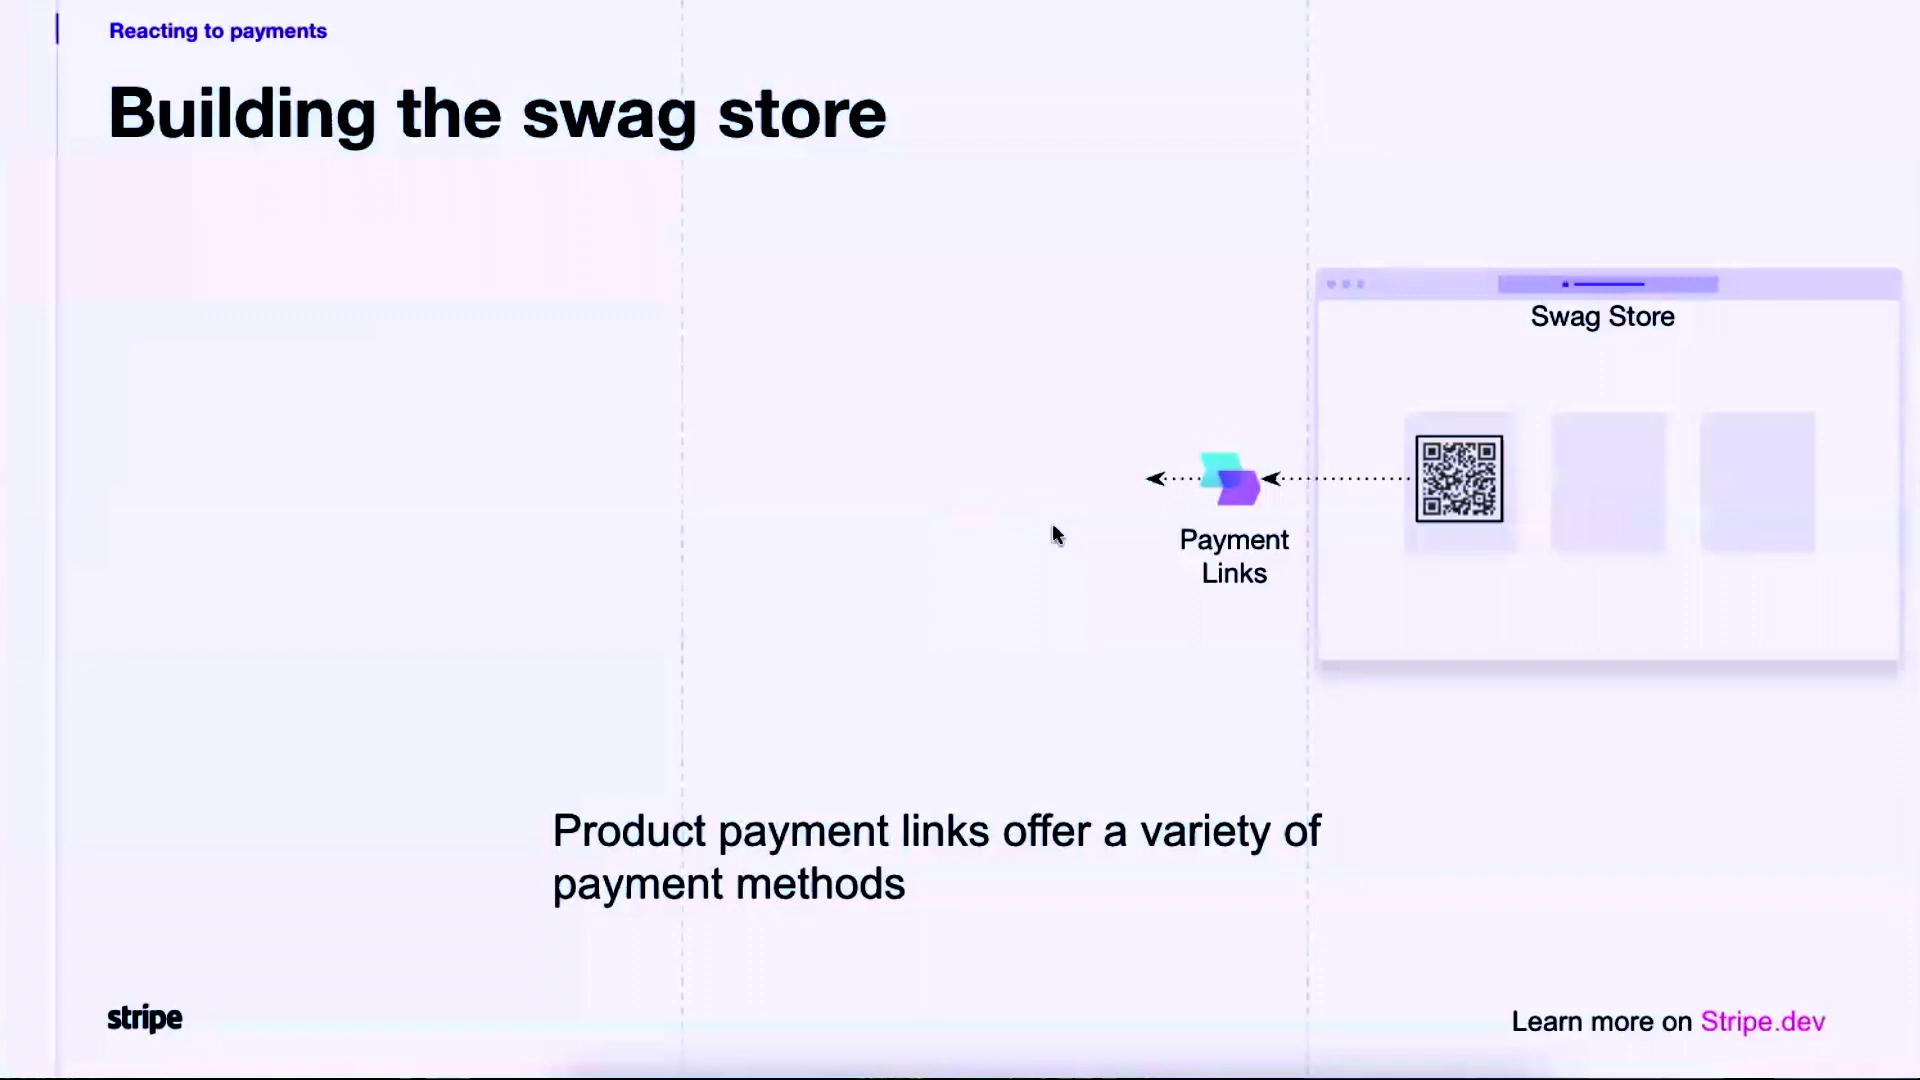 Reacting to payments
Building the swag store
Swag Store
Payment
Links
Product payment links offer a variety of
payment methods
stripe
Learn more on Stripe.dev